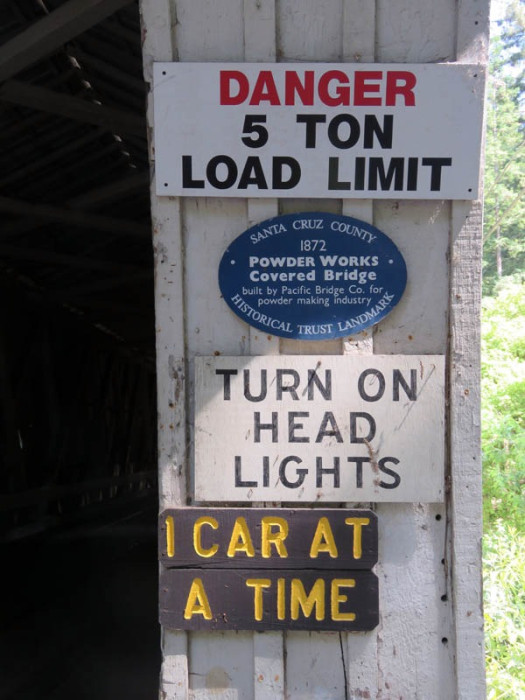 DANGER
5 TON
LOAD LIMIT
SANTA CRUZ COUNTY
1872
POWDER WORKS
Covered Bridge
built by Pacific Bridge Co. for
powder making industry
HISTORICAL TRUST LANDMARK
TURN ON
HEAD
LIGHTS
1 CAR AT
A TIME